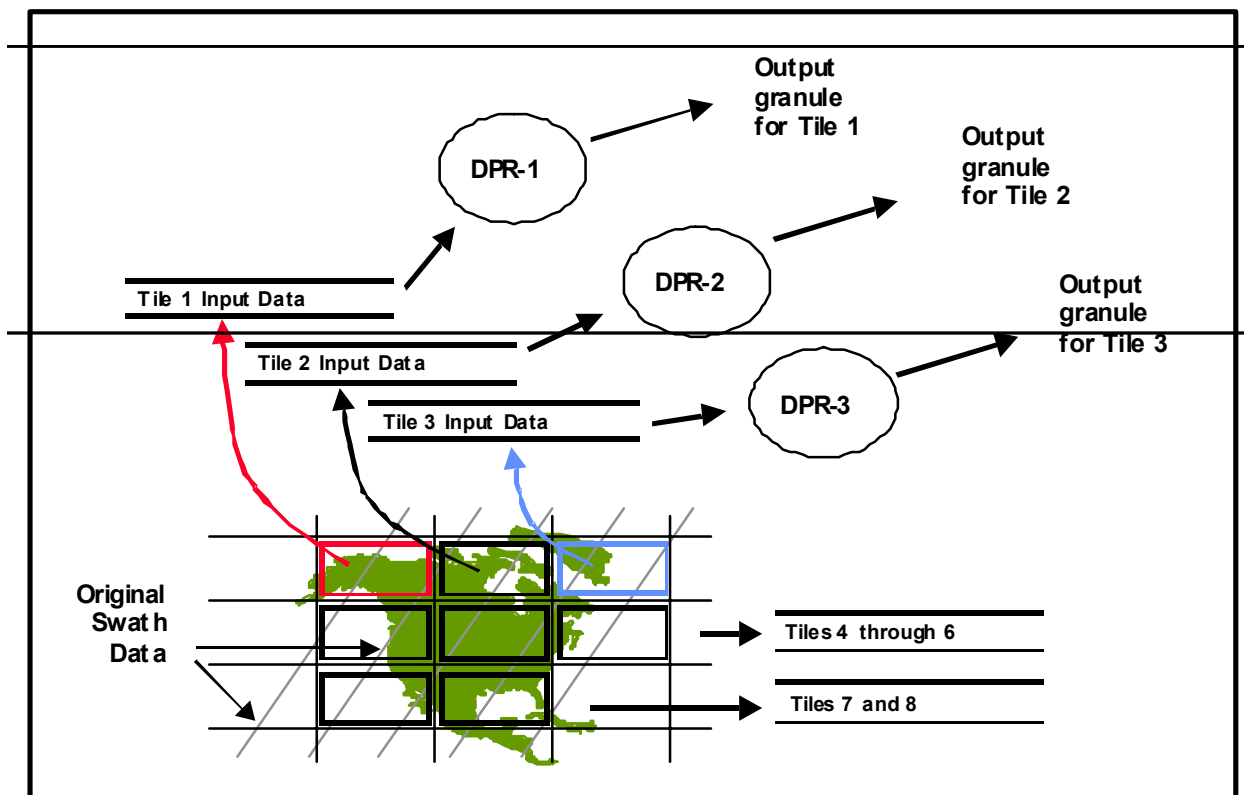 Output
granule
for Tile 1
DPR-1
Output
granule
for Tile 2
DPR-2
Tile 1 Input Data
Output
granule
for Tile 3
Tile 2 Input Data
DPR-3
Tile 3 Input Data
Original
Swath
Data
Tiles 4 through 6
Tiles 7 and 8